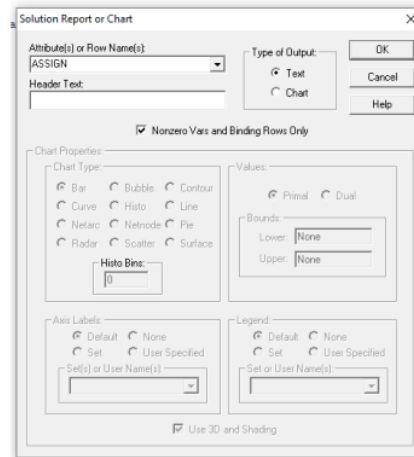 Solution Report or Chart
Attribute(s) or Row Name(s):
ASSIGN
Header Text:
Type of Output:
Text
Chart
OK
Cancel
Help
Nonzero Vars and Binding Rows Only
Chart Properties:
Chart Type:
Bar Bubble Contour
Curve Histo Line
Netarc Netnode Pie
Radar Scatter Surface
Histo Bins:
0
Values:
Primal Dual
Bounds:
Lower: None
Upper: None
Axis Labels:
Default None
Set User Specified
Set(s) or User Name(s):
Legend:
Default None
Set User Specified
Set or User Name(s):
Use 3D and Shading